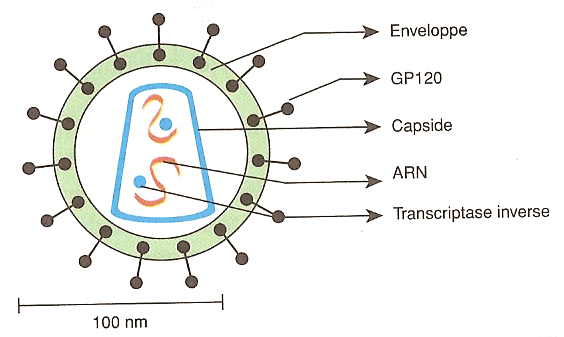 Enveloppe
GP120
Capside
ARN
Transcriptase inverse
100 nm